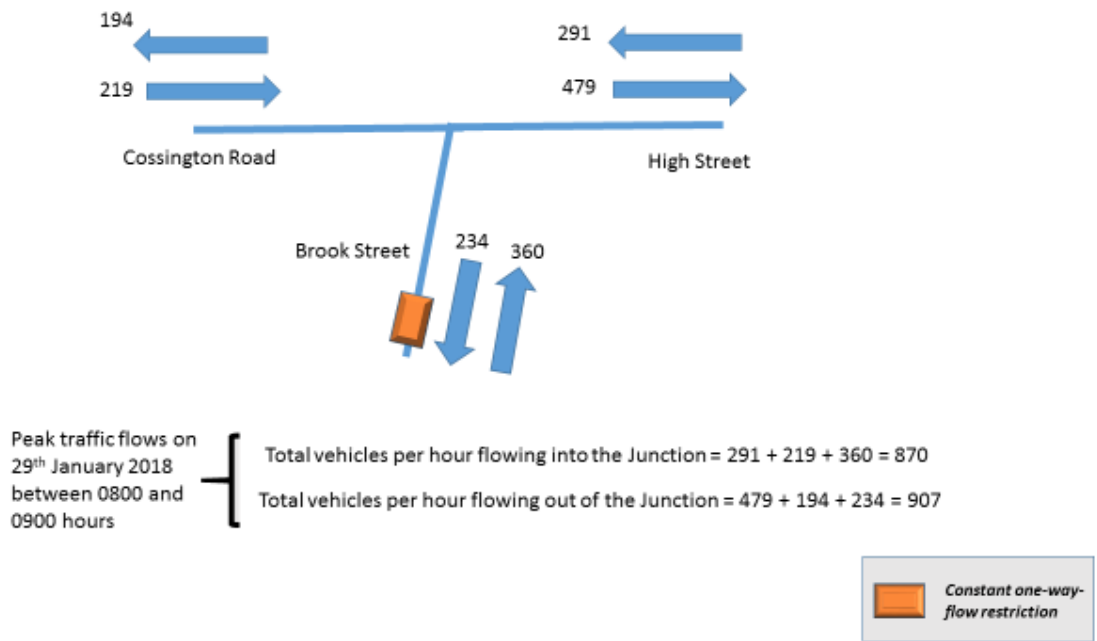 194
291
219
479
Cossington Road
High Street
Brook Street
234
360
Peak traffic flows on
29th January 2018
between 0800 and
0900 hours
Total vehicles per hour flowing into the Junction = 291 + 219 + 360 = 870
Total vehicles per hour flowing out of the Junction = 479 + 194 + 234 = 907
Constant one-way-
flow restriction